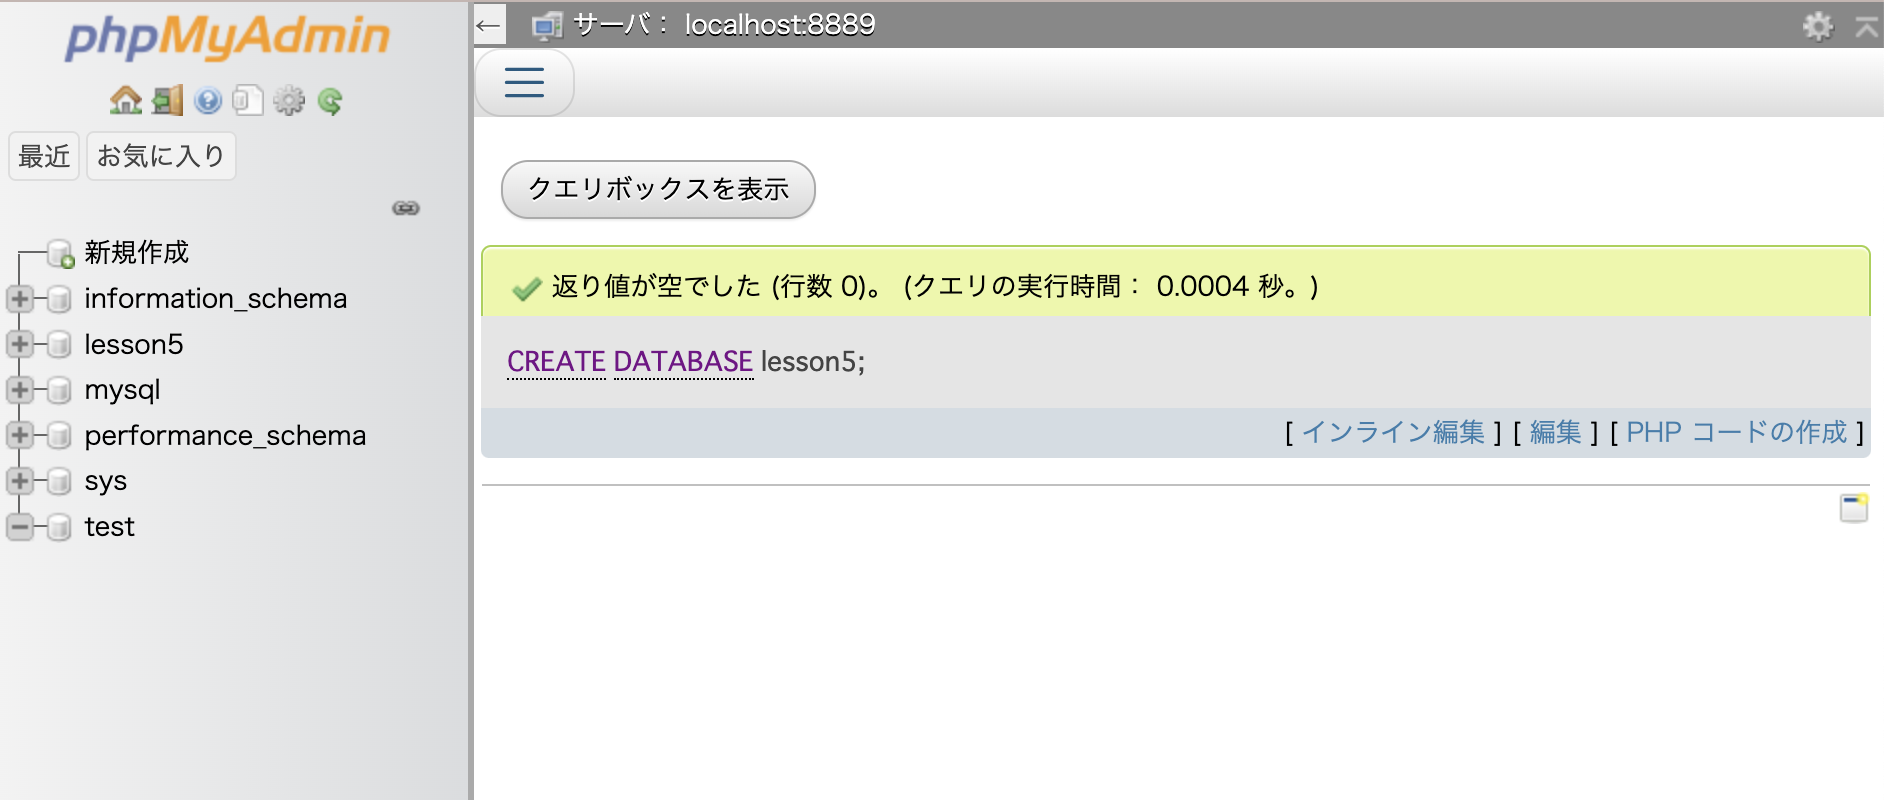 phpMyAdmin
最近 お気に入り
新規作成
information_schema
lesson5
mysql
performance_schema
sys
test
← サーバ： localhost:8889
クエリボックスを表示
返り値が空でした (行数 0)。 (クエリの実行時間： 0.0004 秒。)
CREATE DATABASE lesson5;
[ インライン編集 ] [ 編集 ] [ PHP コードの作成 ]